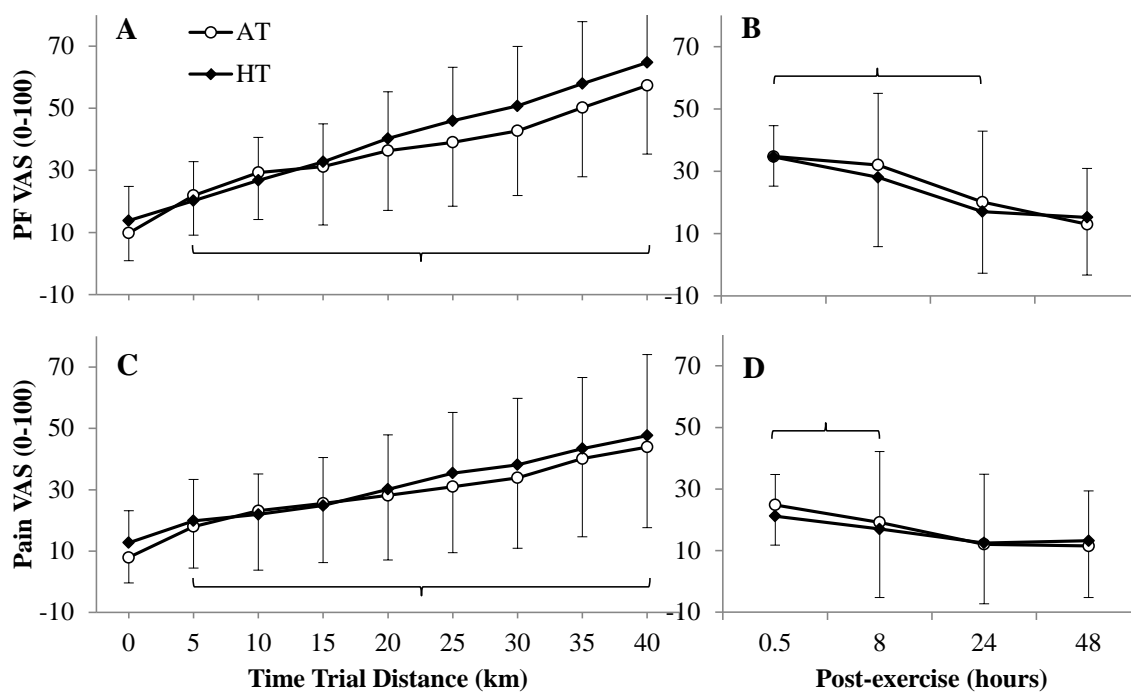 A
AT
HT
B
PF VAS (0-100)
70
50
30
10
-10
70
50
30
10
-10
C
D
Pain VAS (0-100)
70
50
30
10
-10
70
50
30
10
-10
0 5 10 15 20 25 30 35 40
0.5 8 24 48
Time Trial Distance (km)
Post-exercise (hours)